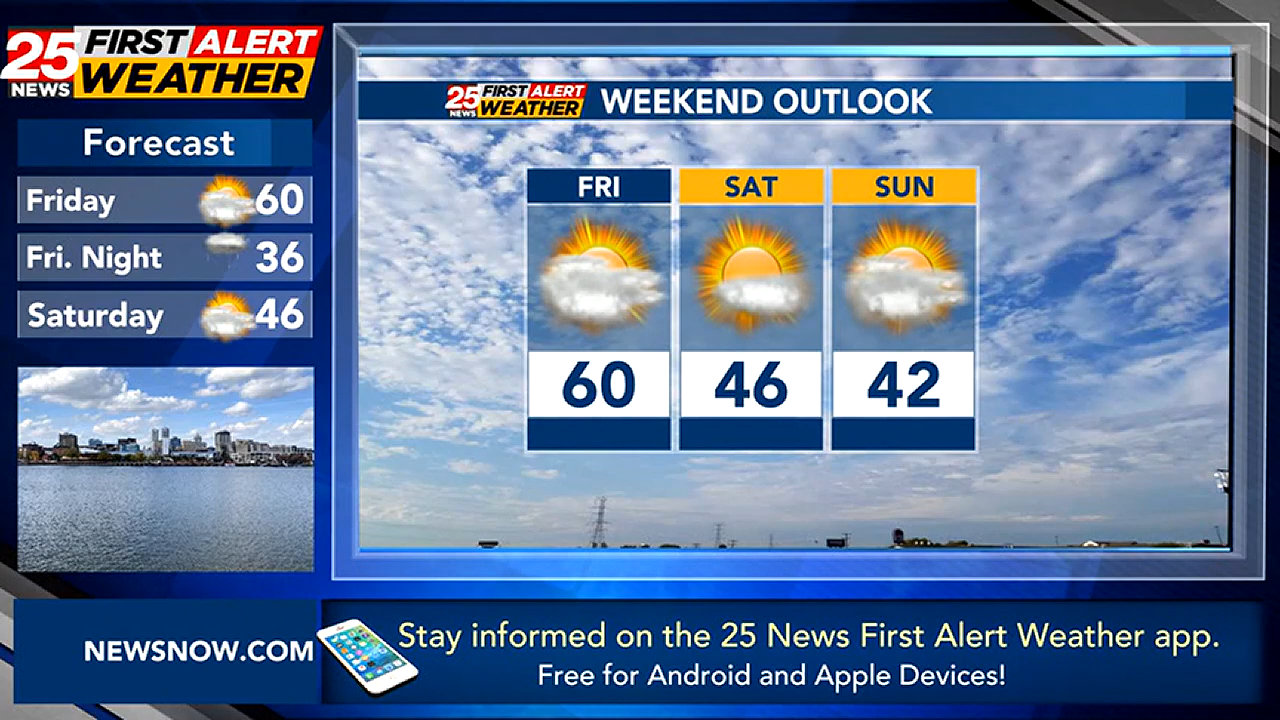 25 NEWS FIRST ALERT WEATHER
Forecast
Friday 60
Fri. Night 36
Saturday 46
25 NEWS FIRST ALERT WEATHER WEEKEND OUTLOOK
FRI SAT SUN
60 46 42
NEWSNOW.COM
Stay informed on the 25 News First Alert Weather app.
Free for Android and Apple Devices!